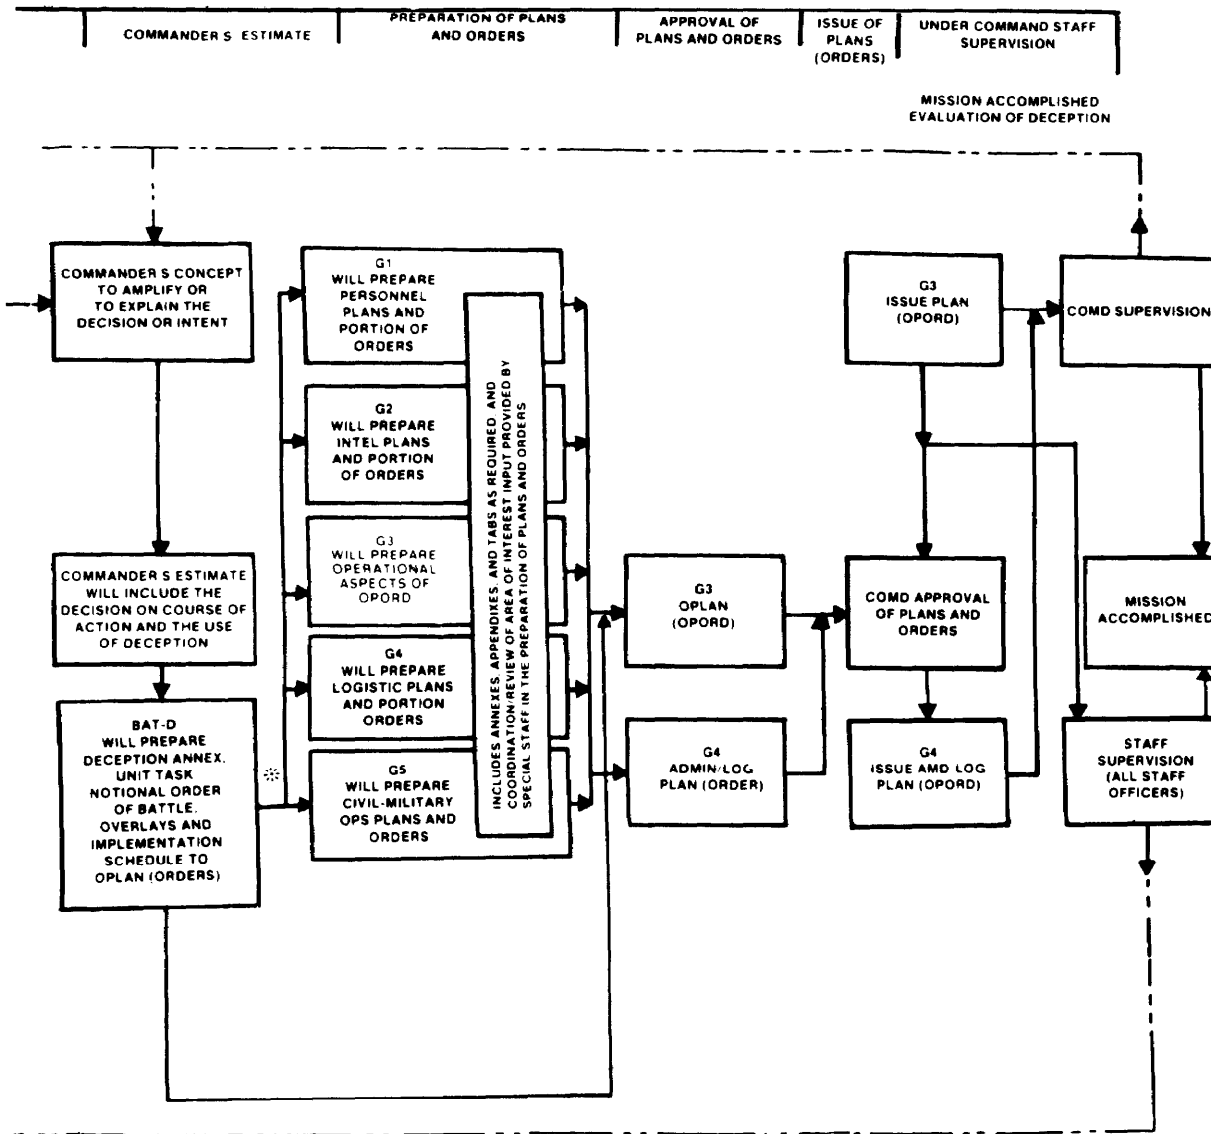 COMMANDER S ESTIMATE
PREPARATION OF PLANS
AND ORDERS
APPROVAL OF
PLANS AND ORDERS
ISSUE OF
PLANS
(ORDERS)
UNDER COMMAND STAFF
SUPERVISION
MISSION ACCOMPLISHED
EVALUATION OF DECEPTION
COMMANDER S CONCEPT
TO AMPLIFY OR
TO EXPLAIN THE
DECISION OR INTENT
COMMANDER S ESTIMATE
WILL INCLUDE THE
DECISION ON COURSE OF
ACTION AND THE USE
OF DECEPTION
BAT-D
WILL PREPARE
DECEPTION ANNEX.
UNIT TASK
NOTIONAL ORDER
OF BATTLE.
OVERLAYS AND
IMPLEMENTATION
SCHEDULE TO
OPLAN (ORDERS)
G1
WILL PREPARE
PERSONNEL
PLANS AND
PORTION OF
ORDERS
G2
WILL PREPARE
INTEL PLANS
AND PORTION
OF ORDERS
G3
WILL PREPARE
OPERATIONAL
ASPECTS OF
OPORD
G4
WILL PREPARE
LOGISTIC PLANS
AND PORTION
ORDERS
G5
WILL PREPARE
CIVIL-MILITARY
OPS PLANS AND
ORDERS
INCLUDES ANNEXES, APPENDIXES, AND TABS AS REQUIRED, AND
COORDINATION/REVIEW OF AREA OF INTEREST INPUT PROVIDED BY
SPECIAL STAFF IN THE PREPARATION OF PLANS AND ORDERS
G3
OPLAN
(OPORD)
G4
ADMIN/LOG
PLAN (ORDER)
G3
ISSUE PLAN
(OPORD)
COMD APPROVAL
OF PLANS AND
ORDERS
G4
ISSUE AMD LOG
PLAN (OPORD)
COMD SUPERVISION
MISSION
ACCOMPLISHED
STAFF
SUPERVISION
(ALL STAFF
OFFICERS)